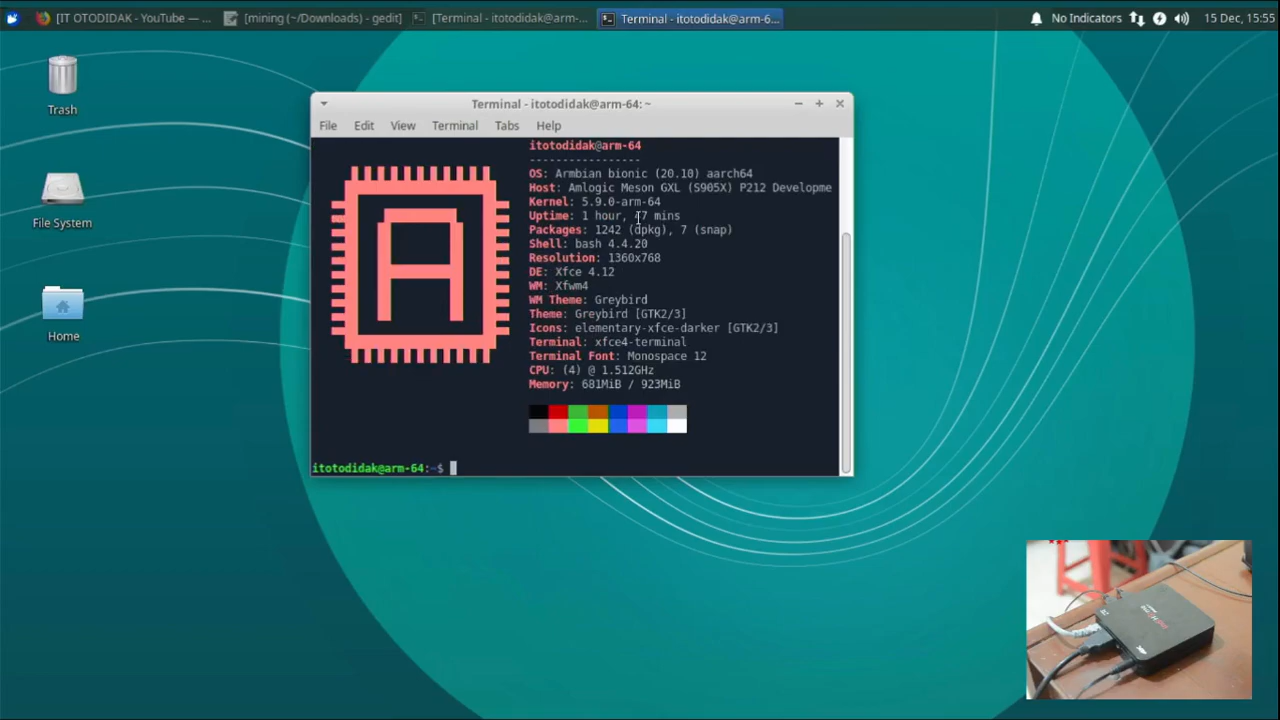 [IT OTODIDAK - YouTube — ...
[mining (~/Downloads) - gedit]
[Terminal - itotodidak@arm-...
Terminal - itotodidak@arm-6...
No Indicators
15 Dec, 15:55
Trash
File System
Home
Terminal - itotodidak@arm-64: ~
File Edit View Terminal Tabs Help
itotodidak@arm-64
-----------------
OS: Armbian bionic (20.10) aarch64
Host: Amlogic Meson GXL (S905X) P212 Developme
Kernel: 5.9.0-arm-64
Uptime: 1 hour, 47 mins
Packages: 1242 (dpkg), 7 (snap)
Shell: bash 4.4.20
Resolution: 1360x768
DE: Xfce 4.12
WM: Xfwm4
WM Theme: Greybird
Theme: Greybird [GTK2/3]
Icons: elementary-xfce-darker [GTK2/3]
Terminal: xfce4-terminal
Terminal Font: Monospace 12
CPU: (4) @ 1.512GHz
Memory: 681MiB / 923MiB
itotodidak@arm-64:~$